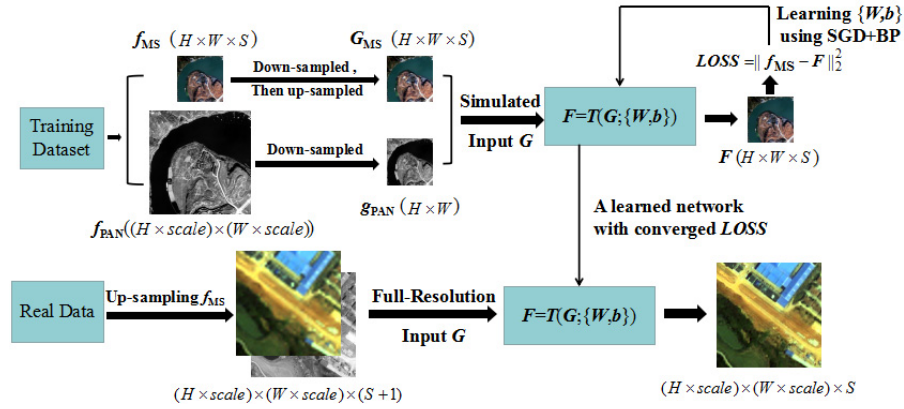 f_MS (H×W×S)
G_MS (H×W×S)
Learning {W,b}
using SGD+BP
LOSS =|| f_MS − F ||₂²
Down-sampled ,
Then up-sampled
Training
Dataset
Simulated
Input G
F=T(G;{W,b})
F (H×W×S)
Down-sampled
g_PAN (H×W)
f_PAN((H×scale)×(W×scale))
A learned network
with converged LOSS
Real Data
Up-sampling f_MS
Full-Resolution
Input G
F=T(G;{W,b})
(H×scale)×(W×scale)×(S+1)
(H×scale)×(W×scale)×S